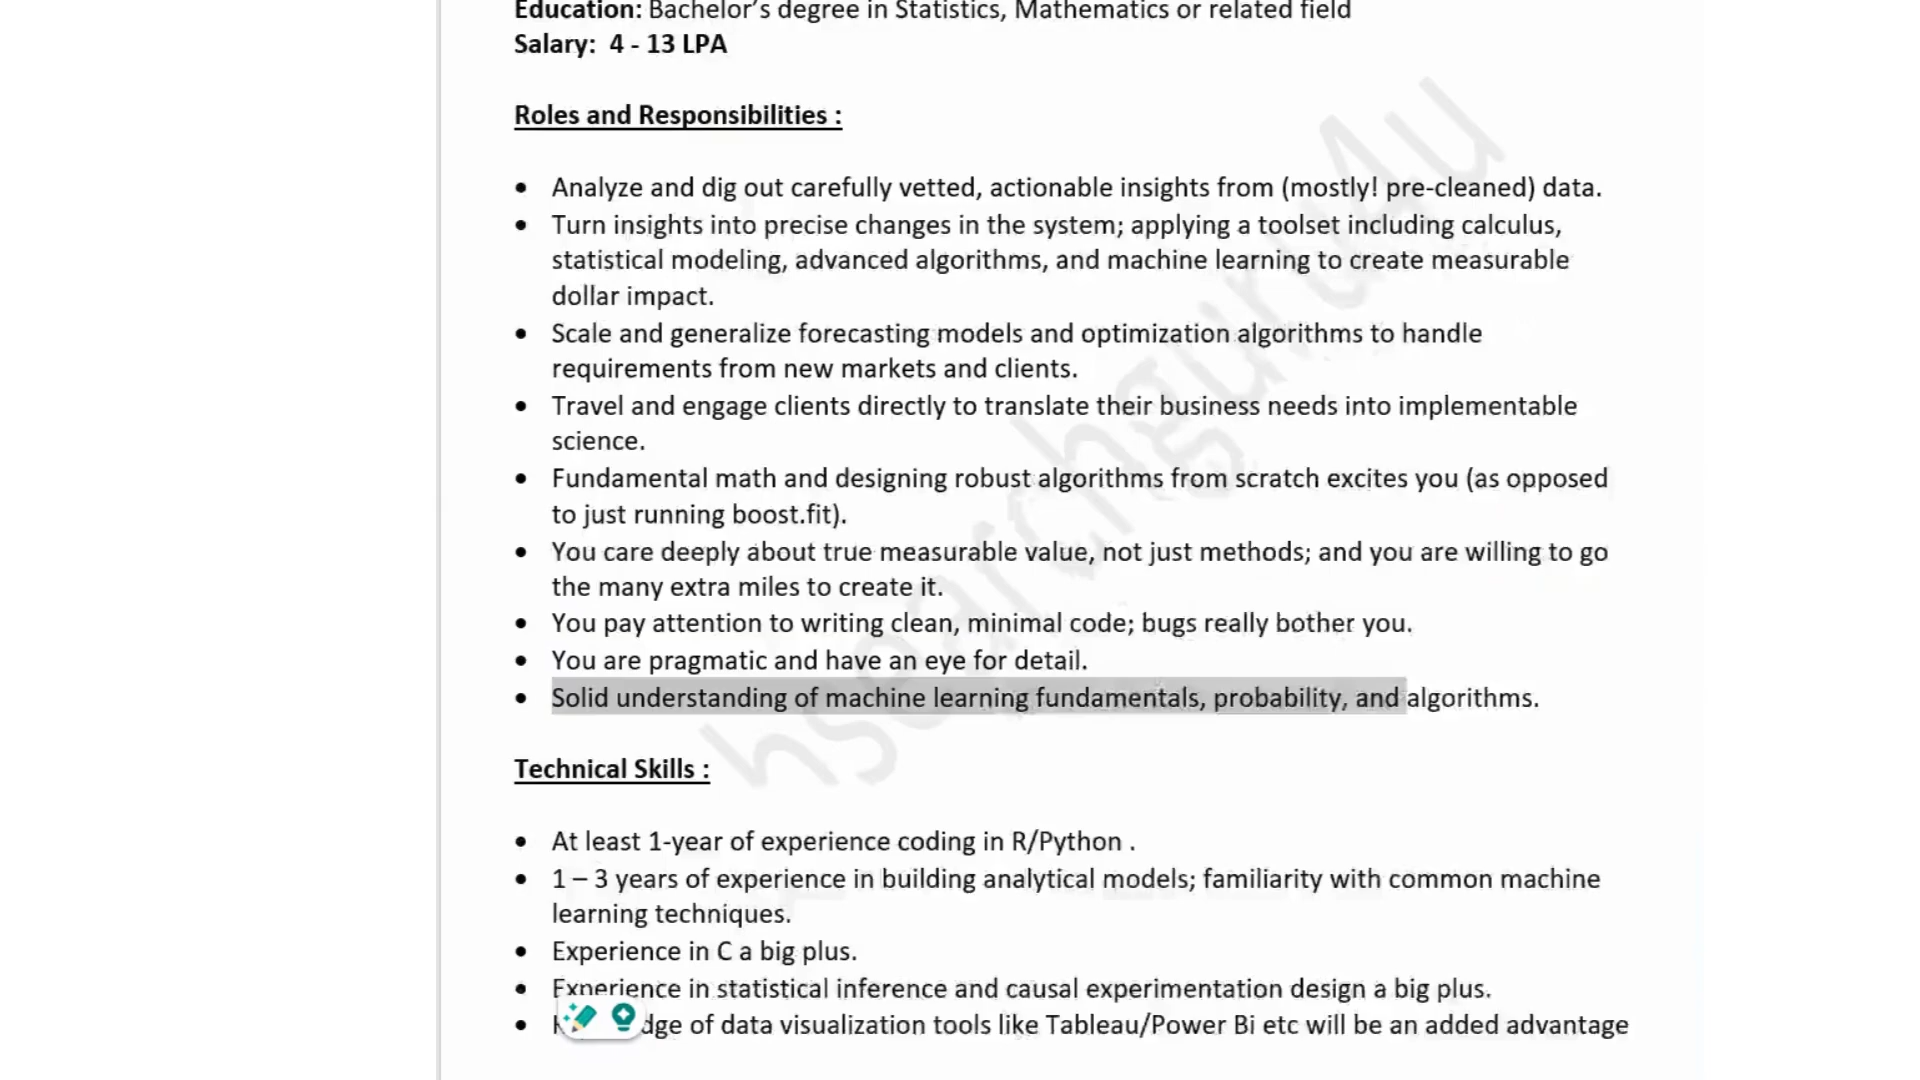 Education: Bachelor's degree in Statistics, Mathematics or related field
Salary:  4 - 13 LPA
Roles and Responsibilities :
• Analyze and dig out carefully vetted, actionable insights from (mostly! pre-cleaned) data.
• Turn insights into precise changes in the system; applying a toolset including calculus,
statistical modeling, advanced algorithms, and machine learning to create measurable
dollar impact.
• Scale and generalize forecasting models and optimization algorithms to handle
requirements from new markets and clients.
• Travel and engage clients directly to translate their business needs into implementable
science.
• Fundamental math and designing robust algorithms from scratch excites you (as opposed
to just running boost.fit).
• You care deeply about true measurable value, not just methods; and you are willing to go
the many extra miles to create it.
• You pay attention to writing clean, minimal code; bugs really bother you.
• You are pragmatic and have an eye for detail.
• Solid understanding of machine learning fundamentals, probability, and algorithms.
Technical Skills :
• At least 1-year of experience coding in R/Python .
• 1 – 3 years of experience in building analytical models; familiarity with common machine
learning techniques.
• Experience in C a big plus.
• Experience in statistical inference and causal experimentation design a big plus.
• of data visualization tools like Tableau/Power Bi etc will be an added advantage
hsearchguru4u